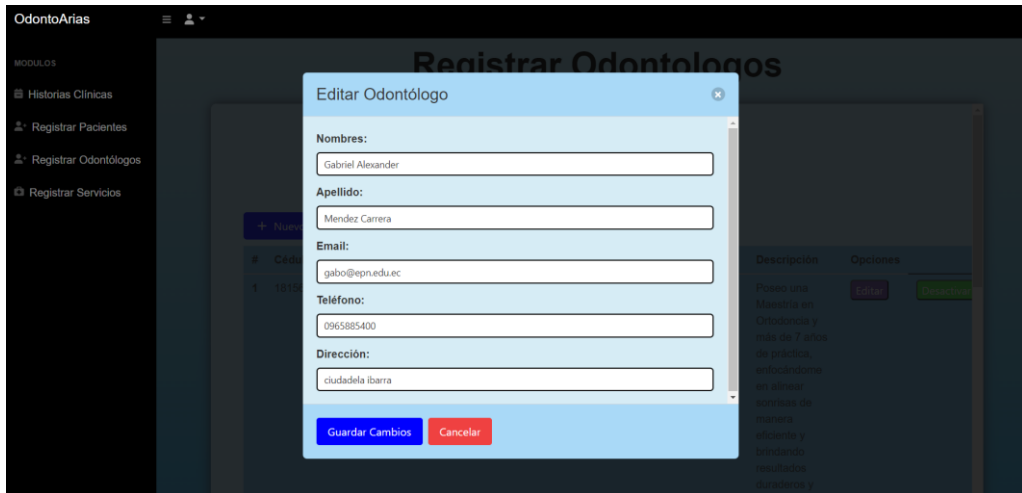 OdontoArias
MODULOS
Historias Clínicas
Registrar Pacientes
Registrar Odontólogos
Registrar Servicios
Registrar Odontologos
Editar Odontólogo
Nombres:
Gabriel Alexander
Apellido:
Mendez Carrera
Email:
gabo@epn.edu.ec
Teléfono:
0965885400
Dirección:
ciudadela ibarra
Guardar Cambios Cancelar
+ Nuevo
# Descripción Opciones
1 Editar Desactivar
Poseo una
Maestría en
Ortodoncia y
más de 7 años
de práctica,
enfocándome
en alinear
sonrisas de
manera
eficiente y
brindando
resultados
duraderos y